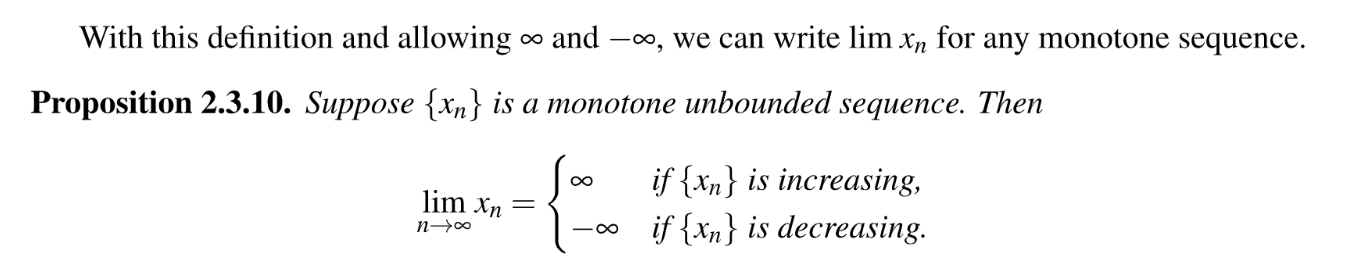 With this definition and allowing ∞ and −∞, we can write lim xₙ for any monotone sequence.
Proposition 2.3.10. Suppose {xₙ} is a monotone unbounded sequence. Then
lim xₙ = { ∞ if {xₙ} is increasing,
n→∞ −∞ if {xₙ} is decreasing.